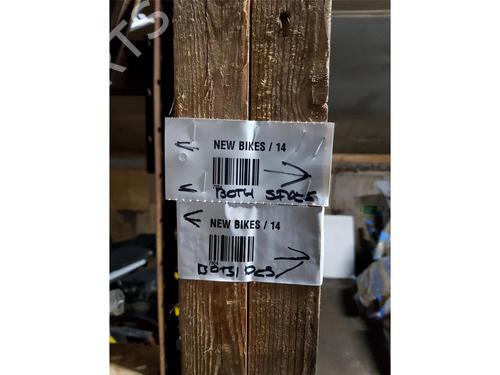 NEW BIKES / 14
BOTH SIDES
NEW BIKES / 14
BOTH SIDES